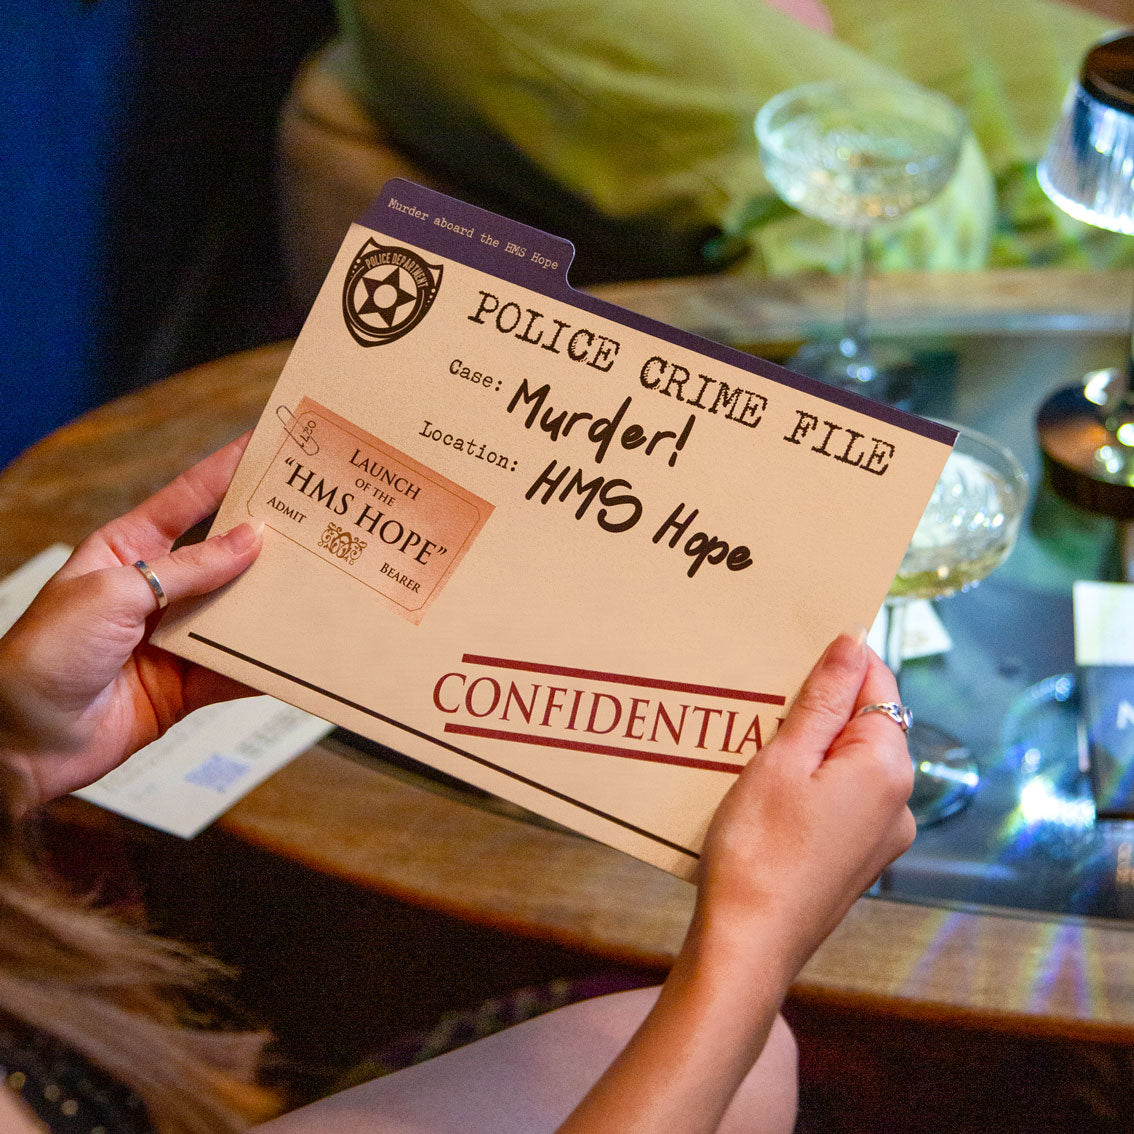 Murder aboard the HMS Hope
POLICE DEPARTMENT
POLICE CRIME FILE
Case: Murder!
Location: HMS Hope
LAUNCH
OF THE
"HMS HOPE"
ADMIT
BEARER
CONFIDENTIA